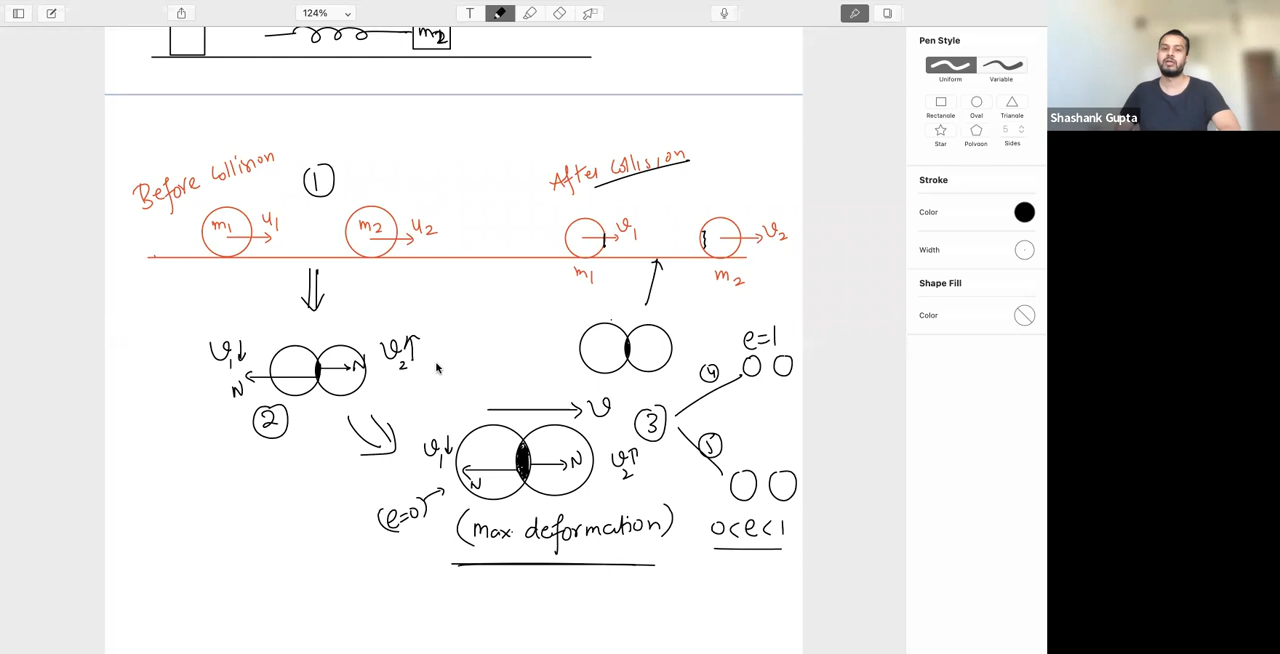 124%
T
m2
Pen Style
Uniform
Variable
Rectangle
Oval
Triangle
Star
Polygon
5
Sides
Stroke
Color
Width
Shape Fill
Color
Shashank Gupta
Before Collision
1
After Collision
m1 u1
m2 u2
v1
v2
m1
m2
v1↓
N
N
v2↑
2
e=1
4
3
5
v
v1↓
N
N
v2↑
(e=0)
(max. deformation)
0<e<1